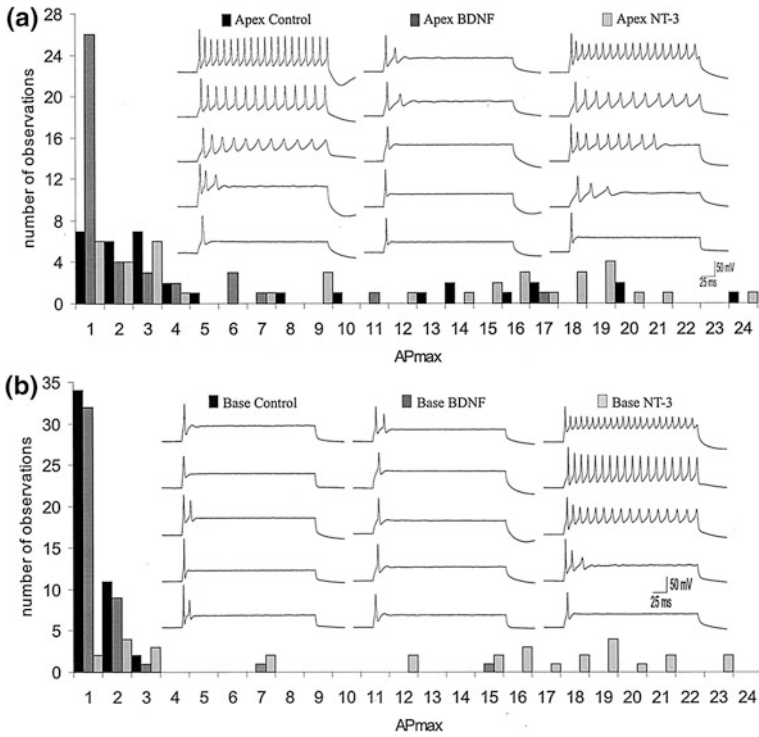 (a)
■ Apex Control ■ Apex BDNF ■ Apex NT-3
number of observations
28
24
20
16
12
8
4
0
50 mV
25 ms
1 2 3 4 5 6 7 8 9 10 11 12 13 14 15 16 17 18 19 20 21 22 23 24
APmax
(b)
■ Base Control ■ Base BDNF ■ Base NT-3
number of observations
35
30
25
20
15
10
5
0
50 mV
25 ms
1 2 3 4 5 6 7 8 9 10 11 12 13 14 15 16 17 18 19 20 21 22 23 24
APmax